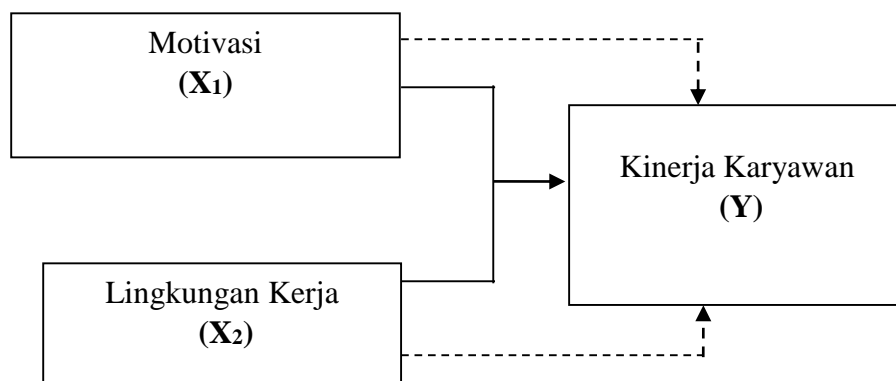 Motivasi
(X₁)
Kinerja Karyawan
(Y)
Lingkungan Kerja
(X₂)